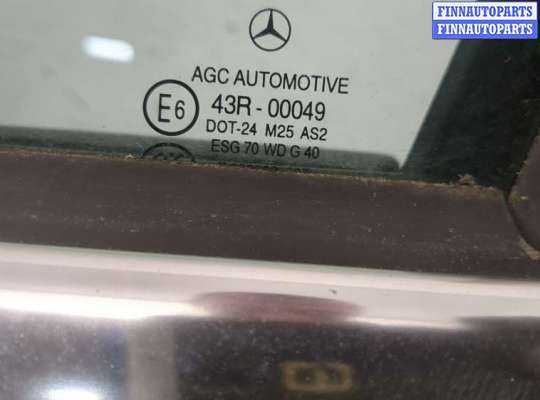 FINNAUTOPARTS
FINNAUTOPARTS
AGC AUTOMOTIVE
E6 43R-00049
DOT-24 M25 AS2
ESG 70 WD G 40